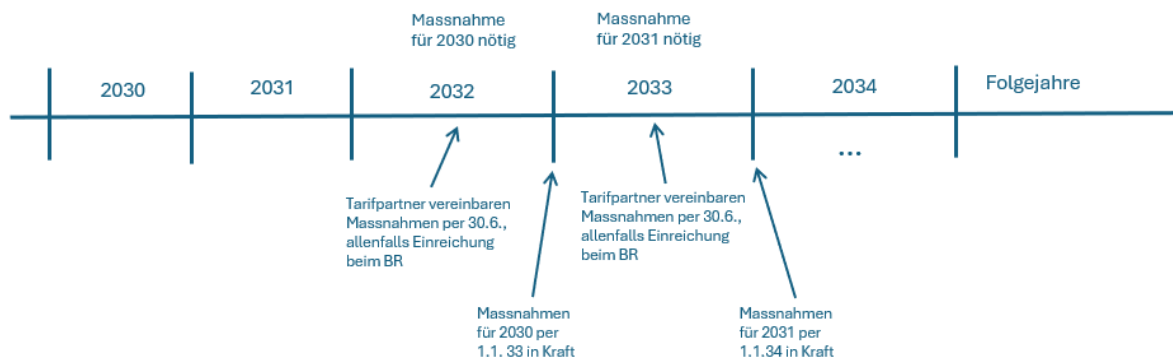 Massnahme
für 2030 nötig
Massnahme
für 2031 nötig
2030
2031
2032
2033
2034
Folgejahre
...
Tarifpartner vereinbaren
Massnahmen per 30.6.,
allenfalls Einreichung
beim BR
Tarifpartner vereinbaren
Massnahmen per 30.6.,
allenfalls Einreichung
beim BR
Massnahmen
für 2030 per
1.1. 33 in Kraft
Massnahmen
für 2031 per
1.1.34 in Kraft